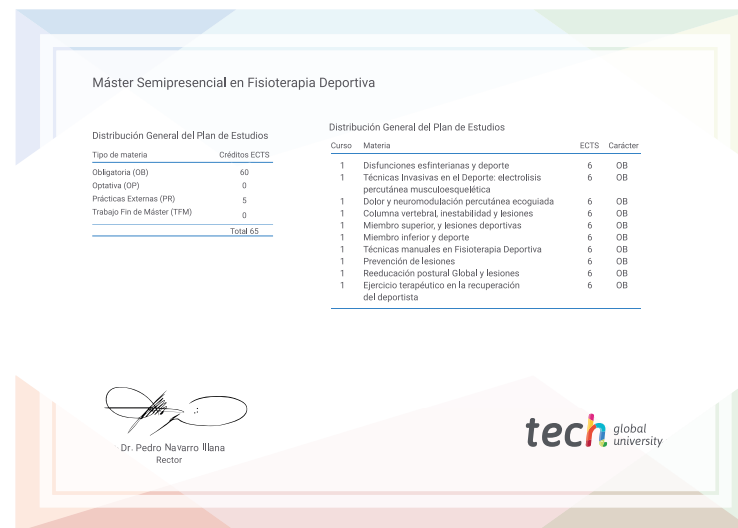 Máster Semipresencial en Fisioterapia Deportiva
Distribución General del Plan de Estudios
Tipo de materia Créditos ECTS
Obligatoria (OB) 60
Optativa (OP) 0
Prácticas Externas (PR) 5
Trabajo Fin de Máster (TFM) 0
Total 65
Distribución General del Plan de Estudios
Curso Materia ECTS Carácter
1 Disfunciones esfinterianas y deporte 6 OB
1 Técnicas Invasivas en el Deporte: electrolisis 6 OB
percutánea musculoesquelética
1 Dolor y neuromodulación percutánea ecoguiada 6 OB
1 Columna vertebral, inestabilidad y lesiones 6 OB
1 Miembro superior, y lesiones deportivas 6 OB
1 Miembro inferior y deporte 6 OB
1 Técnicas manuales en Fisioterapia Deportiva 6 OB
1 Prevención de lesiones 6 OB
1 Reeducación postural Global y lesiones 6 OB
1 Ejercicio terapéutico en la recuperación 6 OB
del deportista
Dr. Pedro Navarro Illana
Rector
tech global
university